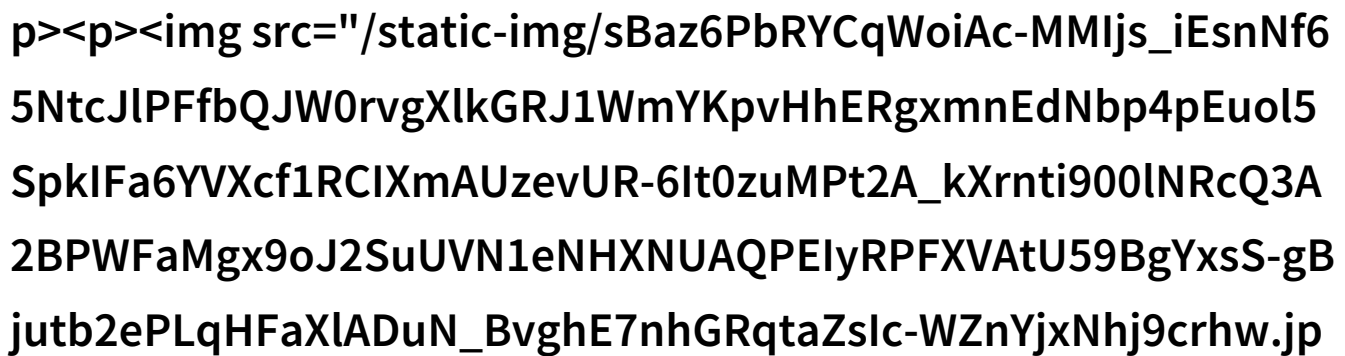 p><p><img src="/static-img/sBaz6PbRYCqWoiAc-MMIjs_iEsnNf6
5NtcJlPFfbQJW0rvgXlkGRJ1WmYKpvHhERgxmnEdNbp4pEuol5
SpkIFa6YVXcf1RCIXmAUzevUR-6It0zuMPt2A_kXrnti900lNRcQ3A
2BPWFaMgx9oJ2SuUVN1eNHXNUAQPEIyRPFXVAtU59BgYxsS-gB
jutb2ePLqHFaXlADuN_BvghE7nhGRqtaZsIc-WZnYjxNhj9crhw.jp